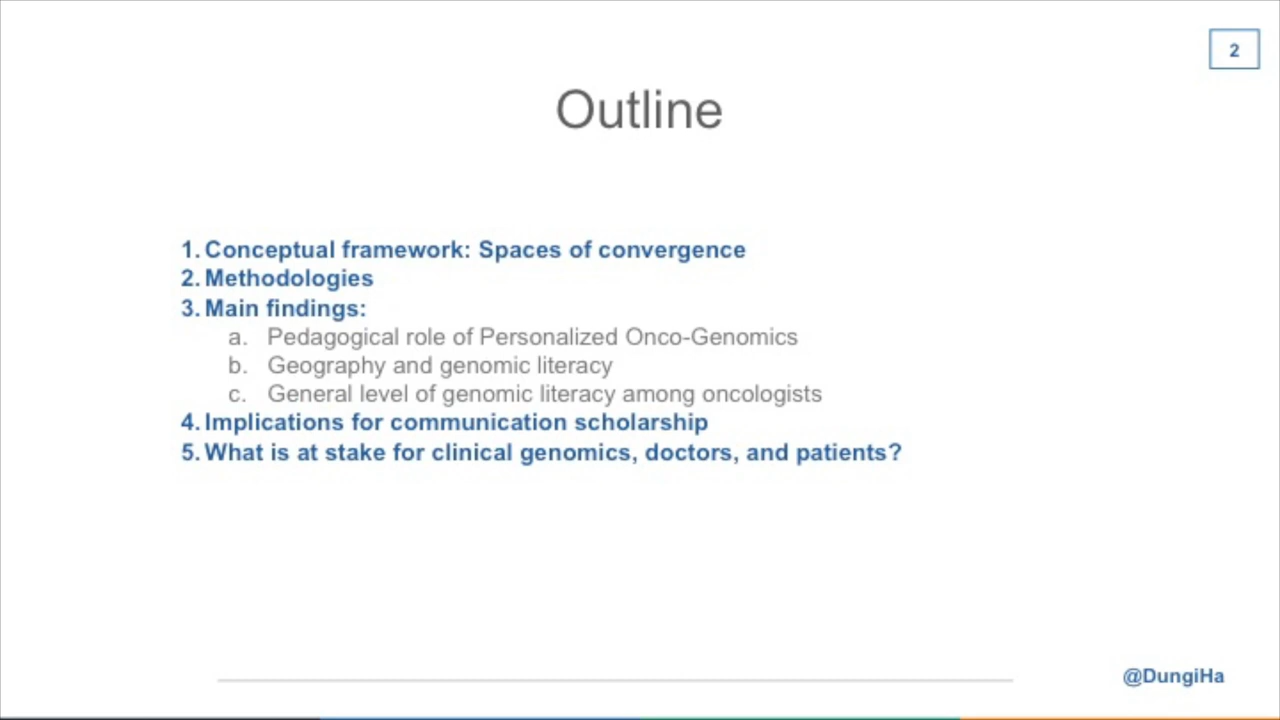 2
Outline
1. Conceptual framework: Spaces of convergence
2. Methodologies
3. Main findings:
a. Pedagogical role of Personalized Onco-Genomics
b. Geography and genomic literacy
c. General level of genomic literacy among oncologists
4. Implications for communication scholarship
5. What is at stake for clinical genomics, doctors, and patients?
@DungiHa